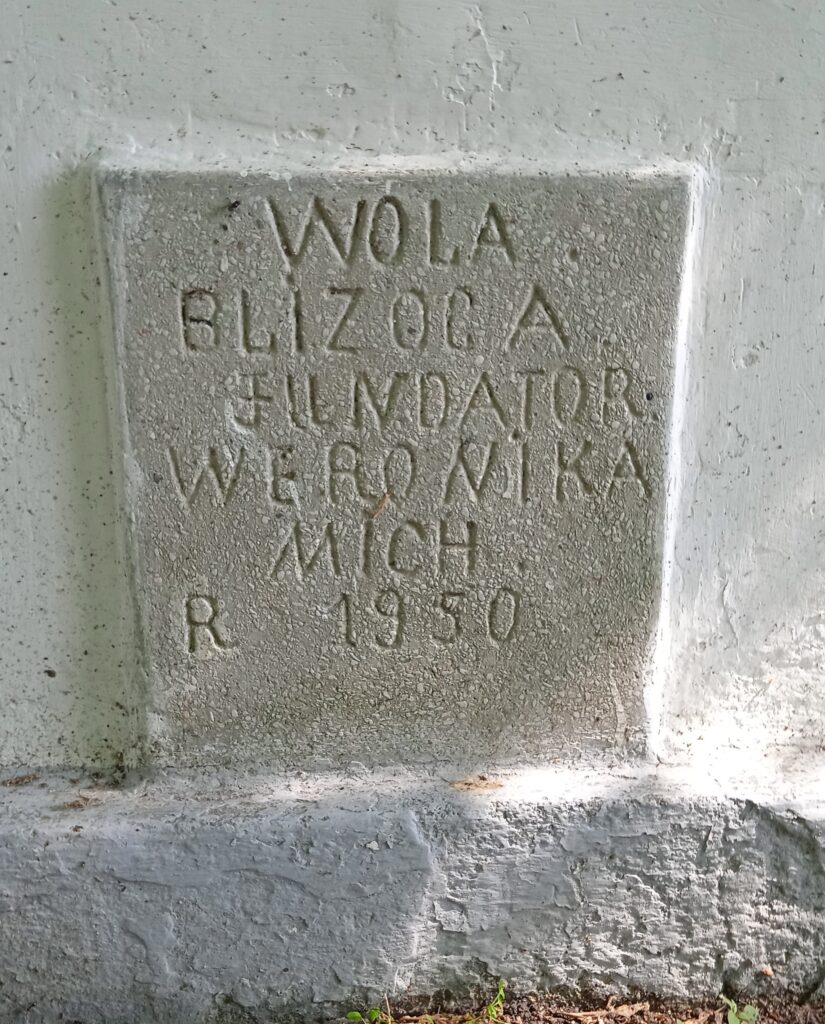 WOLA.
BLIZOCA
FUNDATOR.
WERONIKA
MICH.
R 1950